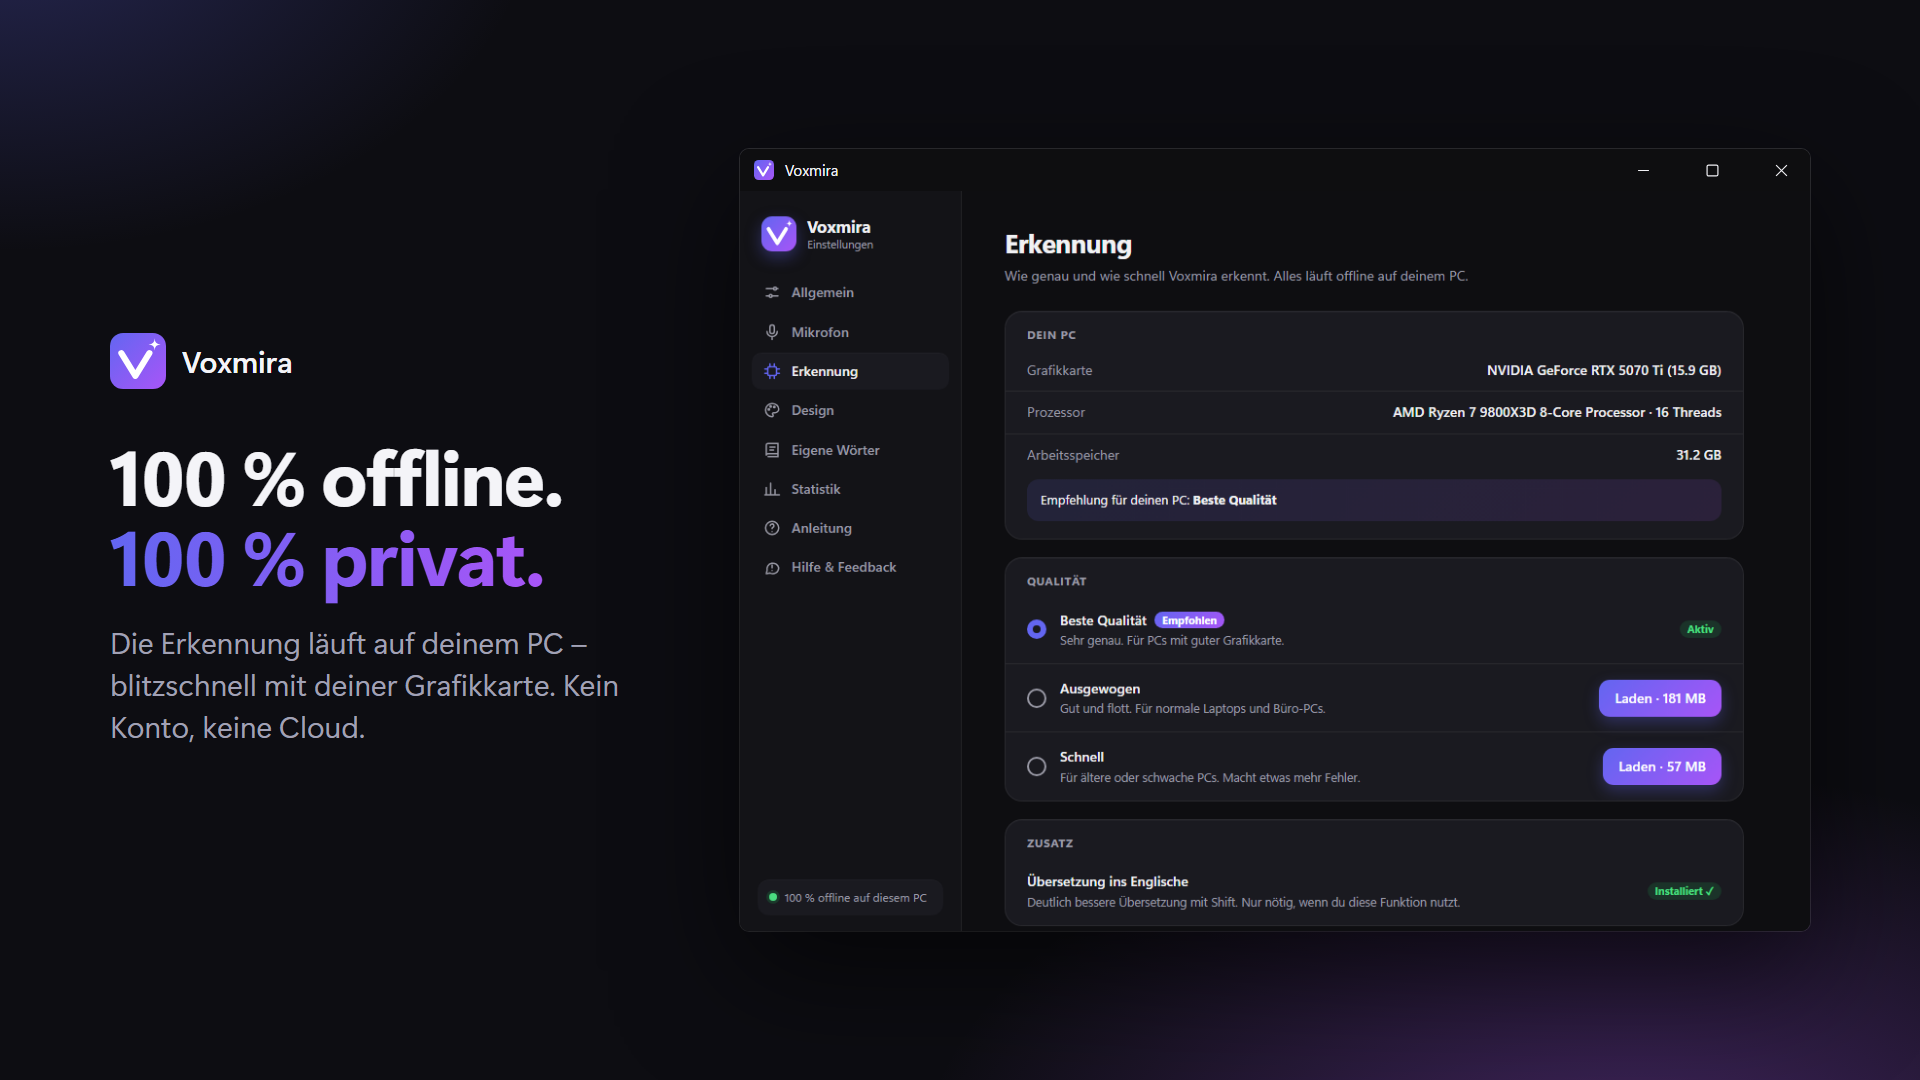 Voxmira
100 % offline.
100 % privat.
Die Erkennung läuft auf deinem PC –
blitzschnell mit deiner Grafikkarte. Kein
Konto, keine Cloud.
Voxmira
Voxmira
Einstellungen
Allgemein
Mikrofon
Erkennung
Design
Eigene Wörter
Statistik
Anleitung
Hilfe & Feedback
100 % offline auf diesem PC
Erkennung
Wie genau und wie schnell Voxmira erkennt. Alles läuft offline auf deinem PC.
DEIN PC
Grafikkarte NVIDIA GeForce RTX 5070 Ti (15.9 GB)
Prozessor AMD Ryzen 7 9800X3D 8-Core Processor · 16 Threads
Arbeitsspeicher 31.2 GB
Empfehlung für deinen PC: Beste Qualität
QUALITÄT
Beste Qualität Empfohlen
Sehr genau. Für PCs mit guter Grafikkarte.
Aktiv
Ausgewogen
Gut und flott. Für normale Laptops und Büro-PCs.
Laden · 181 MB
Schnell
Für ältere oder schwache PCs. Macht etwas mehr Fehler.
Laden · 57 MB
ZUSATZ
Übersetzung ins Englische
Deutlich bessere Übersetzung mit Shift. Nur nötig, wenn du diese Funktion nutzt.
Installiert ✓